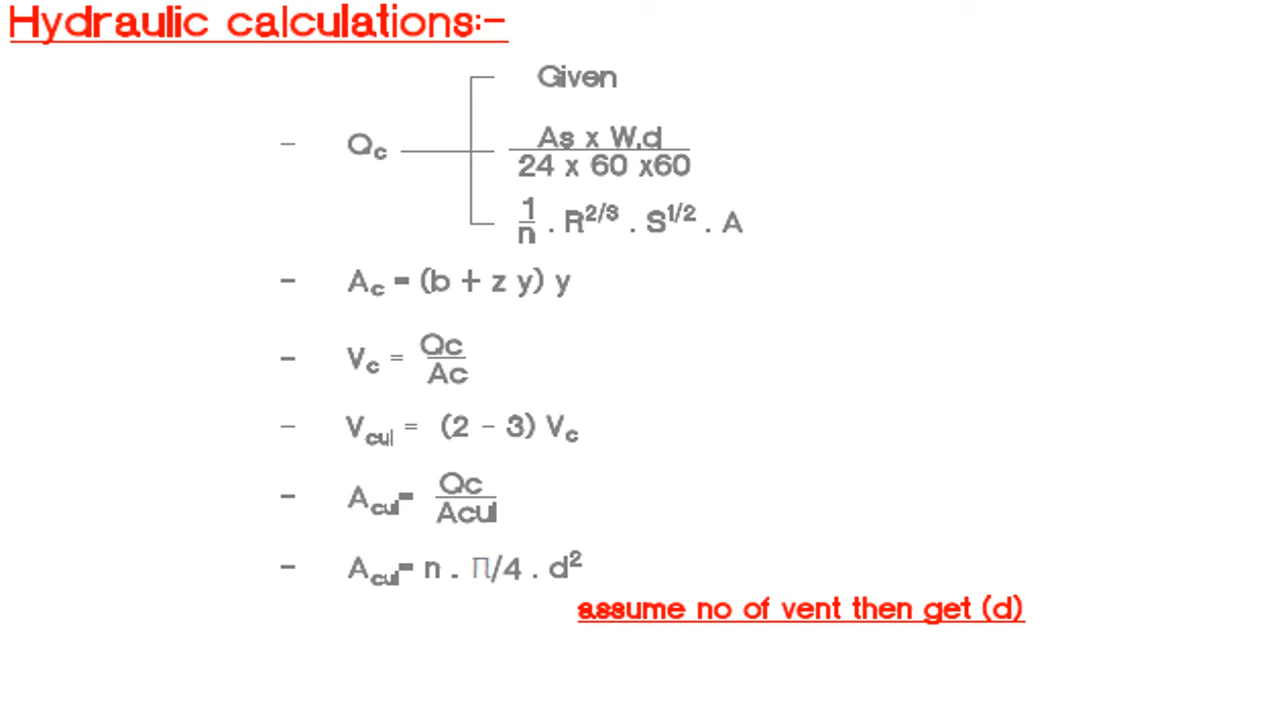 Hydraulic calculations:-
Given
- Qc
As x W.d
24 x 60 x60
1/n . R^2/3 . S^1/2 . A
- Ac = (b + z y) y
- Vc = Qc/Ac
- Vcul = (2 - 3) Vc
- Acul= Qc/Acul
- Acul= n . Π/4 . d²
assume no of vent then get (d)